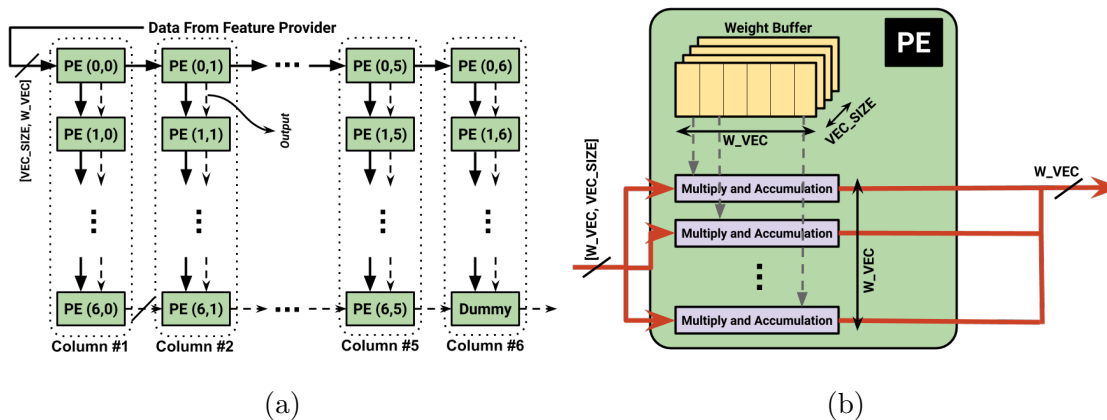 Data From Feature Provider
PE (0,0)
PE (0,1)
PE (0,5)
PE (0,6)
[VEC_SIZE, W_VEC]
Output
PE (1,0)
PE (1,1)
PE (1,5)
PE (1,6)
PE (6,0)
PE (6,1)
PE (6,5)
Dummy
Column #1
Column #2
Column #5
Column #6
(a)
Weight Buffer
PE
VEC_SIZE
W_VEC
[W_VEC, VEC_SIZE]
Multiply and Accumulation
Multiply and Accumulation
Multiply and Accumulation
W_VEC
W_VEC
(b)